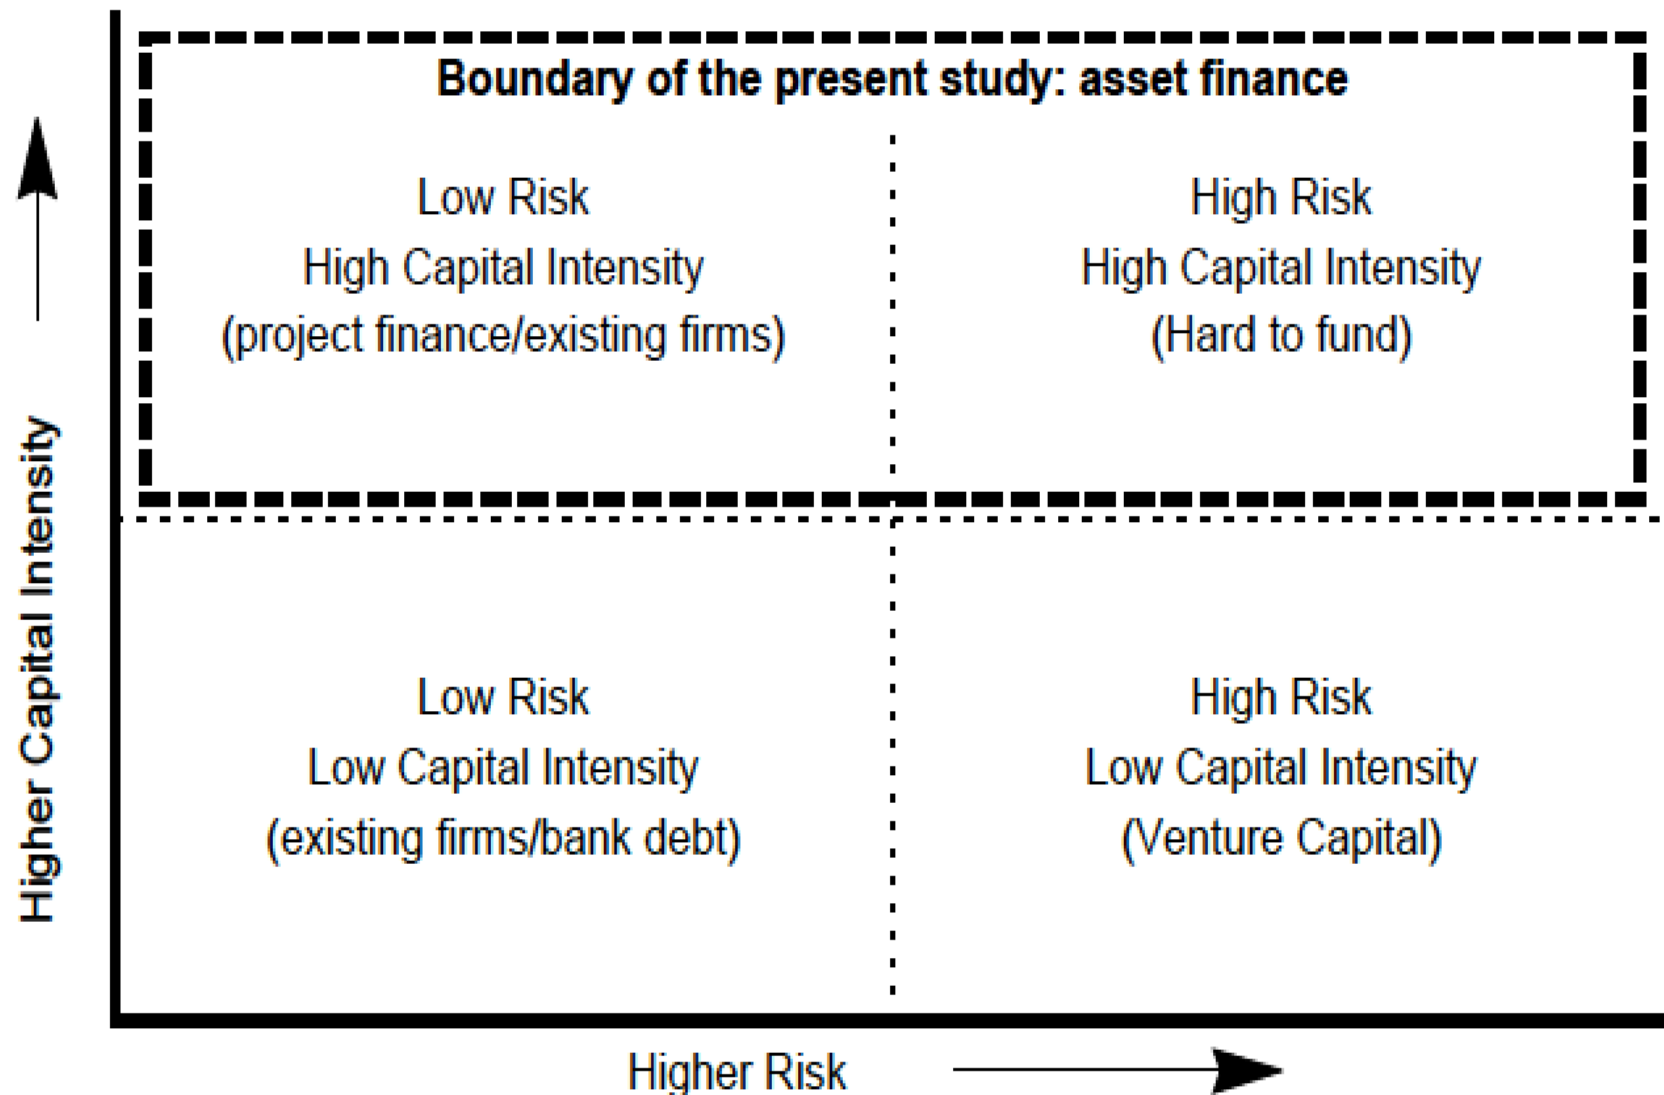 Boundary of the present study: asset finance
Low Risk
High Capital Intensity
(project finance/existing firms)
High Risk
High Capital Intensity
(Hard to fund)
Higher Capital Intensity
Low Risk
Low Capital Intensity
(existing firms/bank debt)
High Risk
Low Capital Intensity
(Venture Capital)
Higher Risk